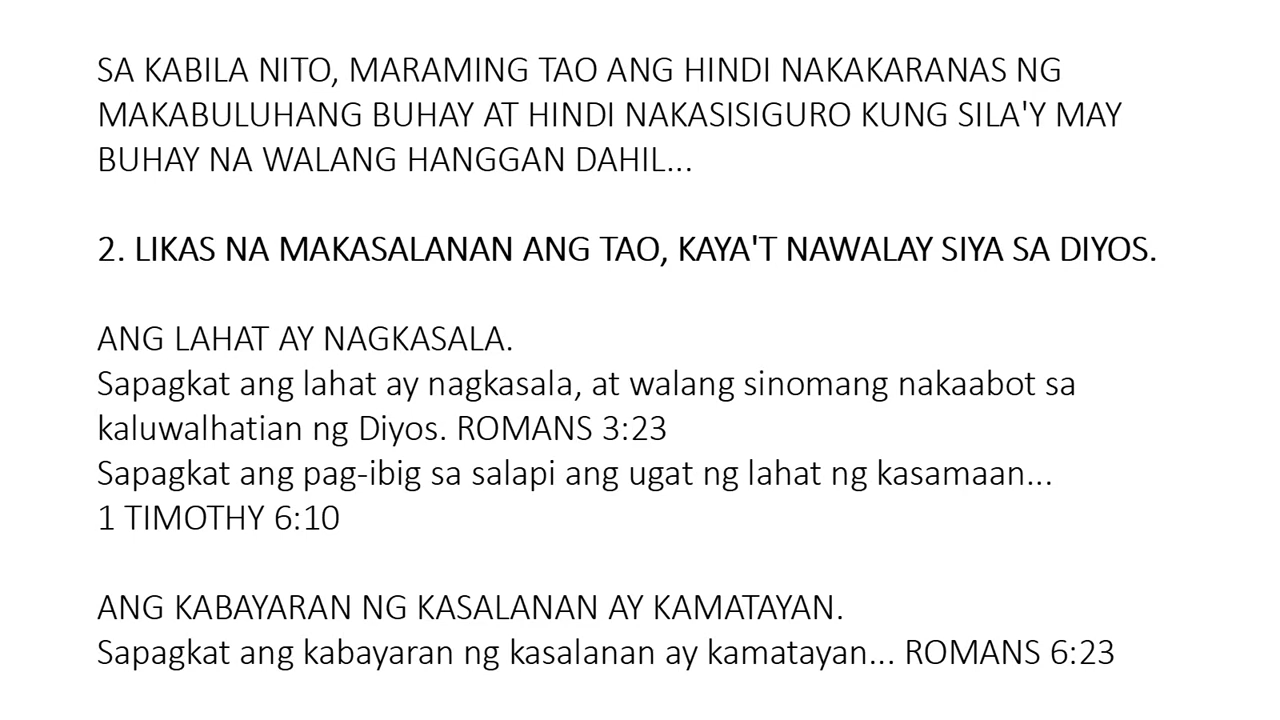 SA KABILA NITO, MARAMING TAO ANG HINDI NAKAKARANAS NG
MAKABULUHANG BUHAY AT HINDI NAKASISIGURO KUNG SILA'Y MAY
BUHAY NA WALANG HANGGAN DAHIL...
2. LIKAS NA MAKASALANAN ANG TAO, KAYA'T NAWALAY SIYA SA DIYOS.
ANG LAHAT AY NAGKASALA.
Sapagkat ang lahat ay nagkasala, at walang sinomang nakaabot sa
kaluwalhatian ng Diyos. ROMANS 3:23
Sapagkat ang pag-ibig sa salapi ang ugat ng lahat ng kasamaan...
1 TIMOTHY 6:10
ANG KABAYARAN NG KASALANAN AY KAMATAYAN.
Sapagkat ang kabayaran ng kasalanan ay kamatayan... ROMANS 6:23